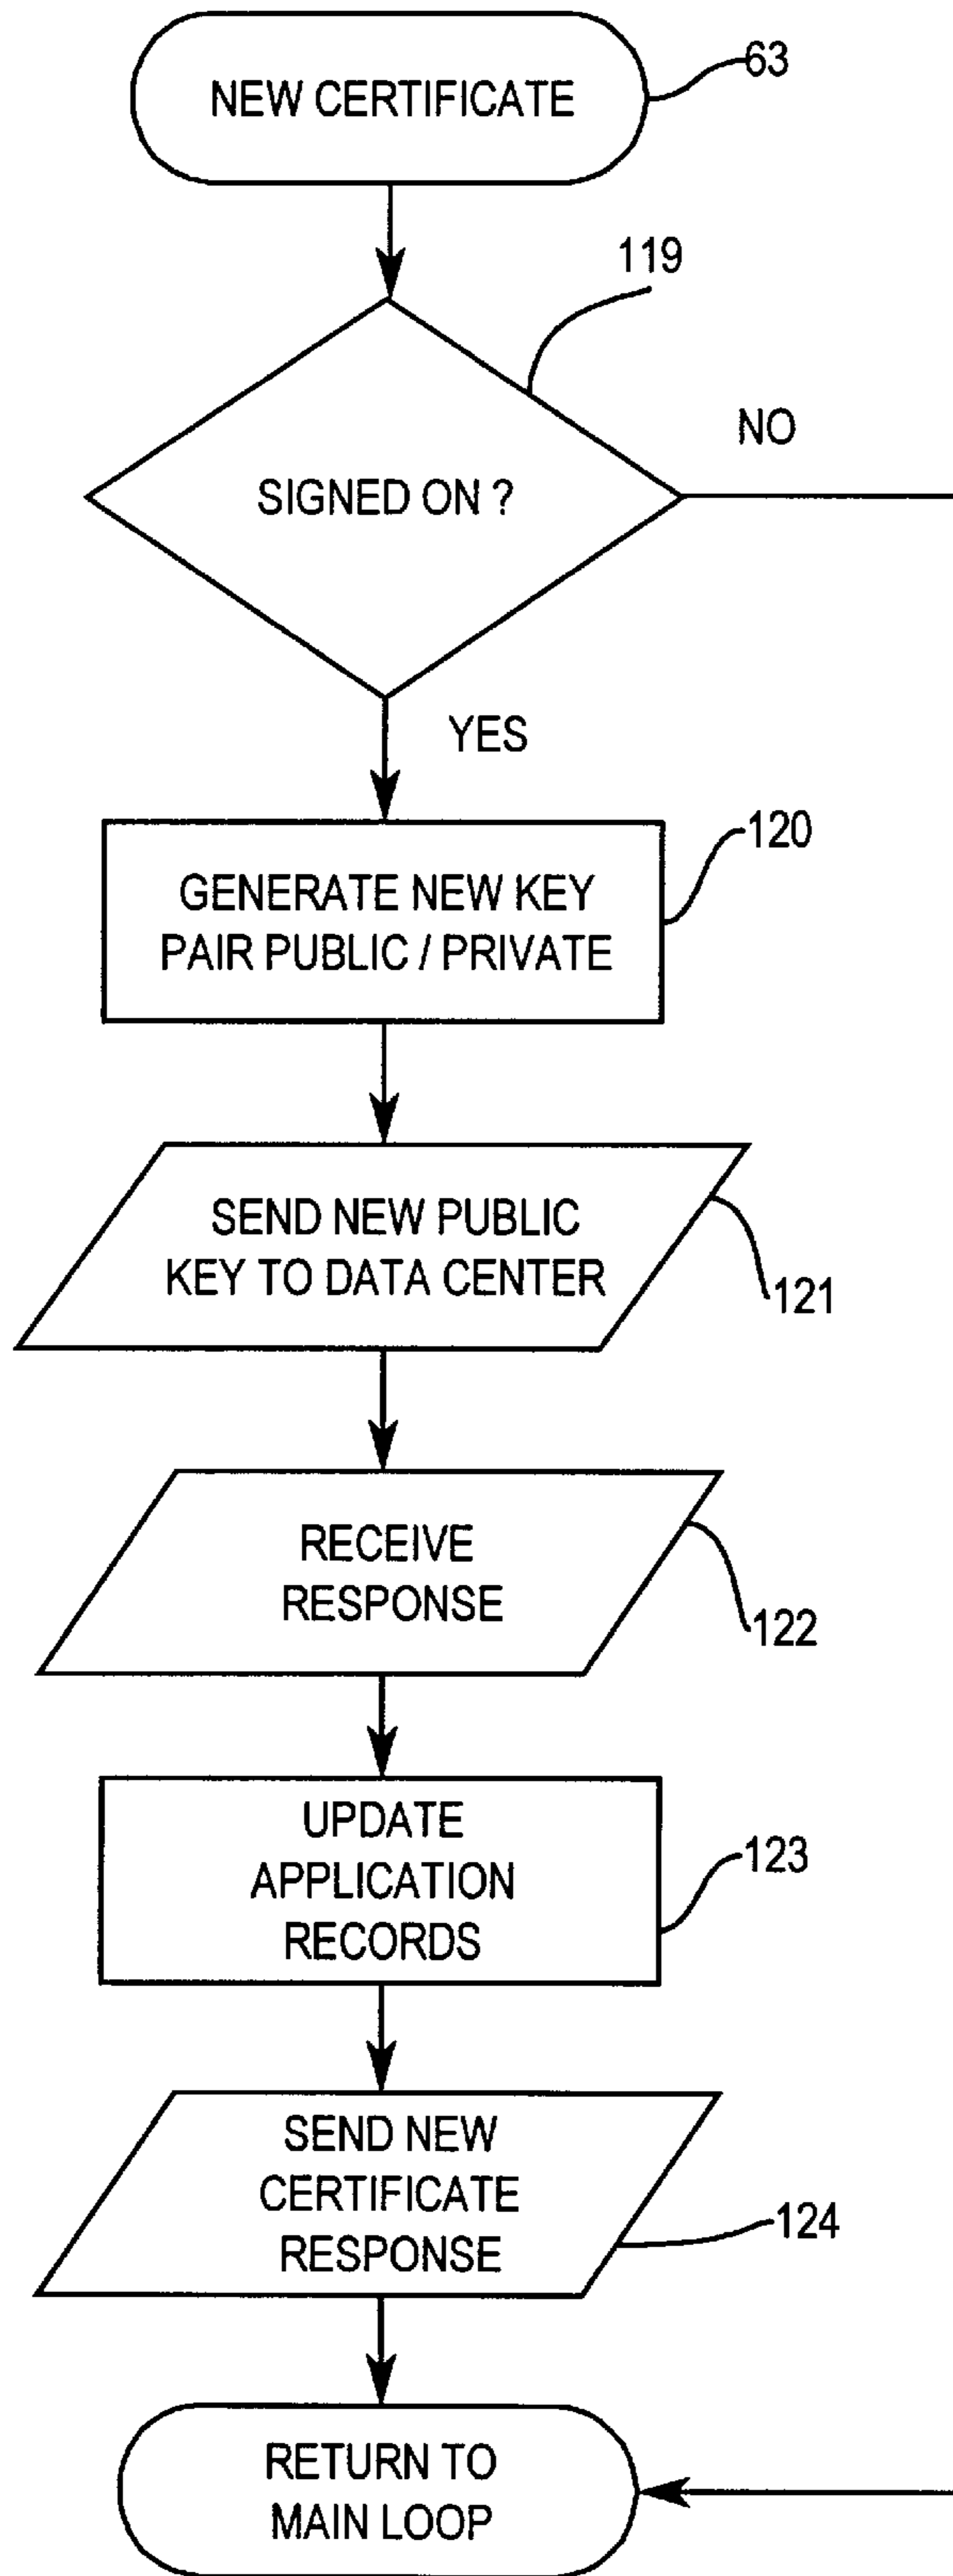 NEW CERTIFICATE
63
119
NO
SIGNED ON ?
YES
120
GENERATE NEW KEY
PAIR PUBLIC / PRIVATE
SEND NEW PUBLIC
KEY TO DATA CENTER
121
RECEIVE
RESPONSE
122
UPDATE
APPLICATION
RECORDS
123
SEND NEW
CERTIFICATE
RESPONSE
124
RETURN TO
MAIN LOOP